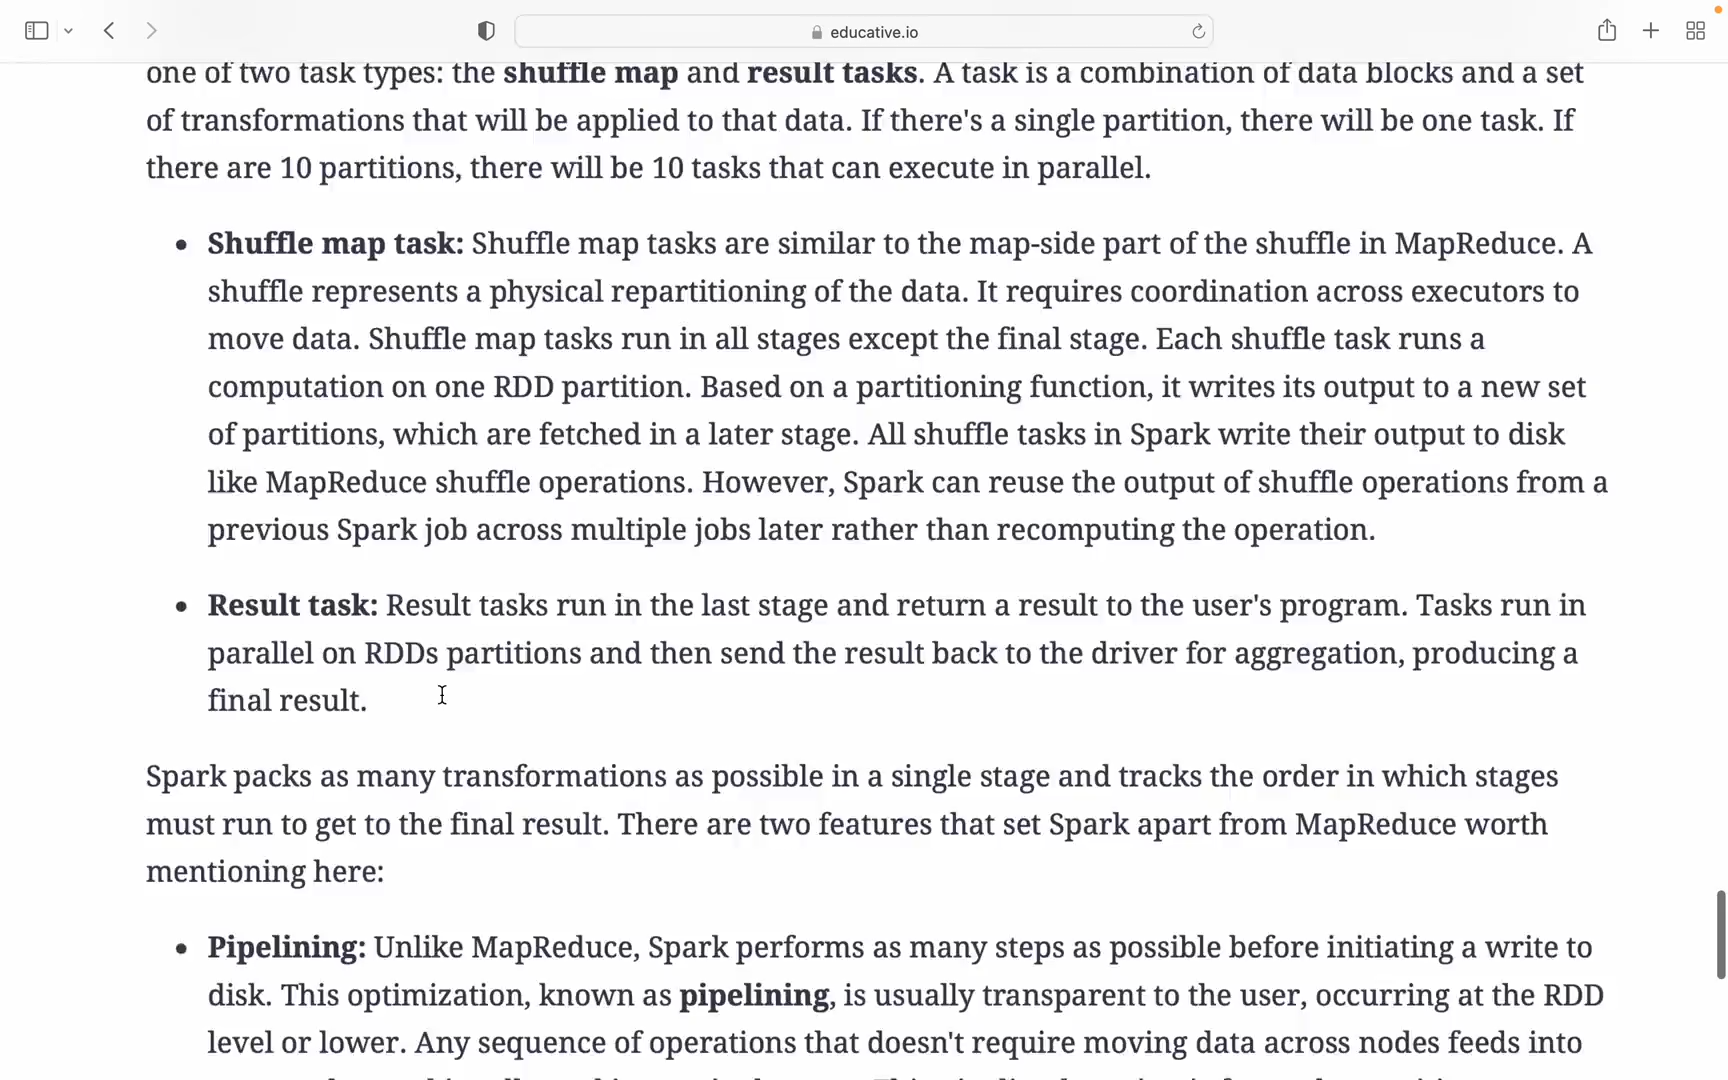 educative.io
one of two task types: the shuffle map and result tasks. A task is a combination of data blocks and a set
of transformations that will be applied to that data. If there's a single partition, there will be one task. If
there are 10 partitions, there will be 10 tasks that can execute in parallel.
• Shuffle map task: Shuffle map tasks are similar to the map-side part of the shuffle in MapReduce. A
shuffle represents a physical repartitioning of the data. It requires coordination across executors to
move data. Shuffle map tasks run in all stages except the final stage. Each shuffle task runs a
computation on one RDD partition. Based on a partitioning function, it writes its output to a new set
of partitions, which are fetched in a later stage. All shuffle tasks in Spark write their output to disk
like MapReduce shuffle operations. However, Spark can reuse the output of shuffle operations from a
previous Spark job across multiple jobs later rather than recomputing the operation.
• Result task: Result tasks run in the last stage and return a result to the user's program. Tasks run in
parallel on RDDs partitions and then send the result back to the driver for aggregation, producing a
final result.
Spark packs as many transformations as possible in a single stage and tracks the order in which stages
must run to get to the final result. There are two features that set Spark apart from MapReduce worth
mentioning here:
• Pipelining: Unlike MapReduce, Spark performs as many steps as possible before initiating a write to
disk. This optimization, known as pipelining, is usually transparent to the user, occurring at the RDD
level or lower. Any sequence of operations that doesn't require moving data across nodes feeds into